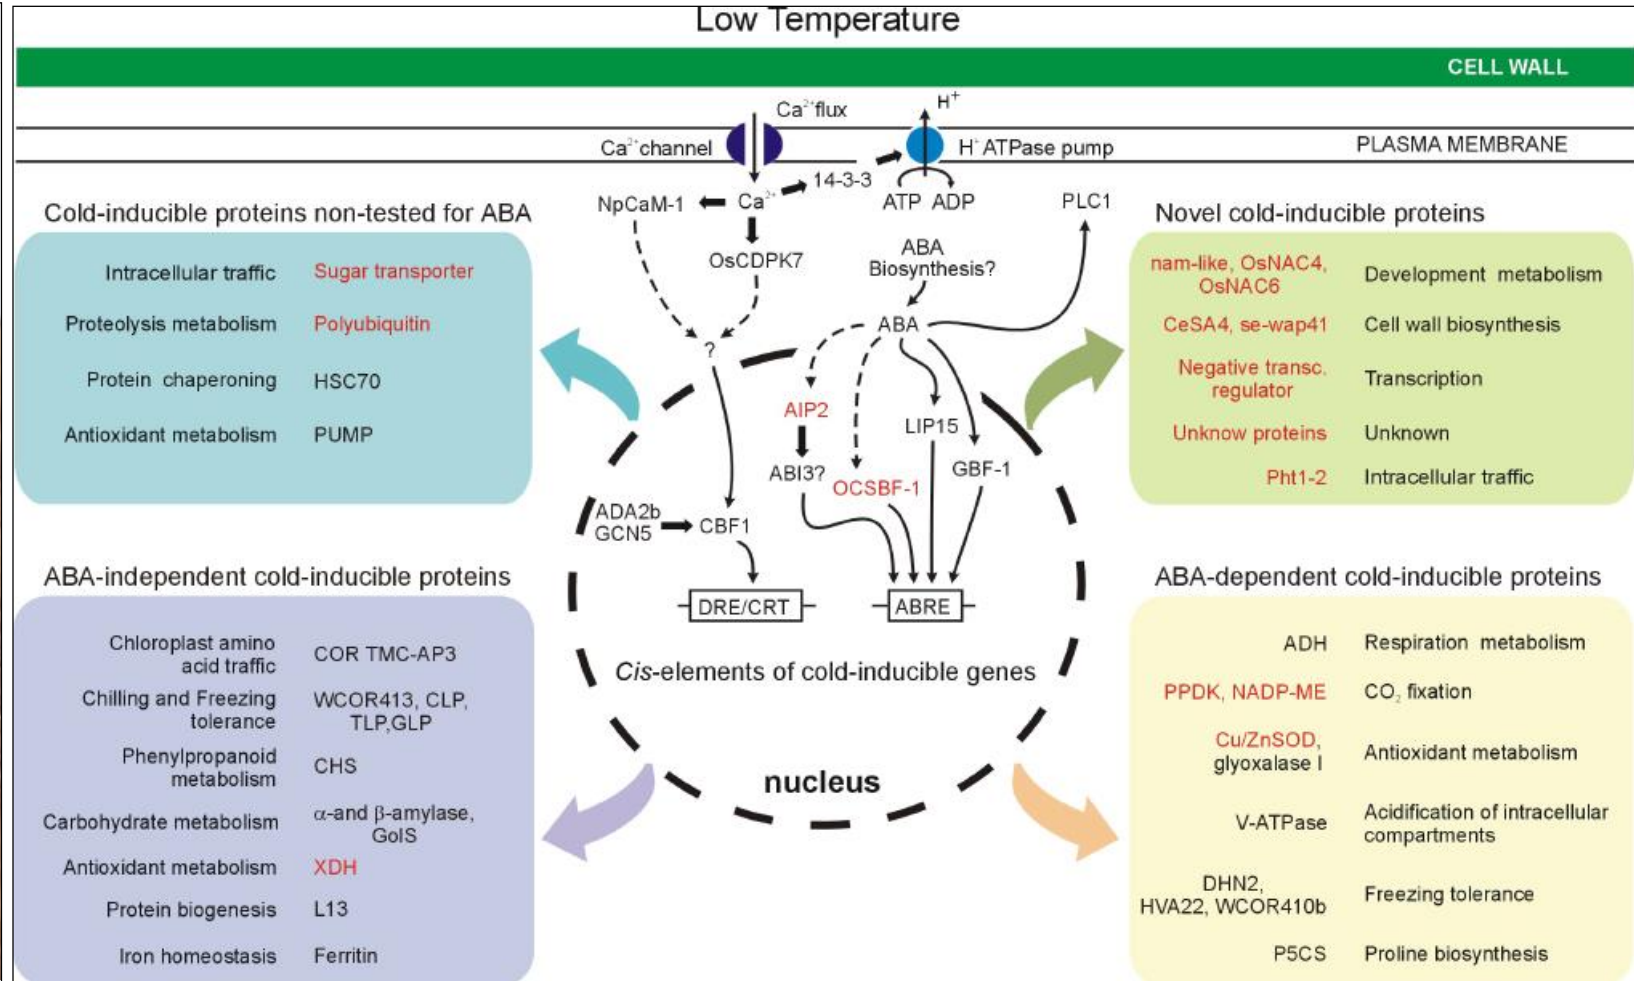 Low Temperature
CELL WALL
Ca²⁺flux
H⁺
Ca²⁺channel
H⁺ATPase pump
PLASMA MEMBRANE
14-3-3
NpCaM-1
Ca²⁺
ATP ADP
PLC1
OsCDPK7
ABA
Biosynthesis?
ABA
?
AIP2
LIP15
ABI3?
GBF-1
OCSBF-1
ADA2b
GCN5
CBF1
DRE/CRT
ABRE
Cis-elements of cold-inducible genes
nucleus
Cold-inducible proteins non-tested for ABA
Intracellular traffic Sugar transporter
Proteolysis metabolism Polyubiquitin
Protein chaperoning HSC70
Antioxidant metabolism PUMP
Novel cold-inducible proteins
nam-like, OsNAC4,
OsNAC6
Development metabolism
CeSA4, se-wap41 Cell wall biosynthesis
Negative transc.
regulator
Transcription
Unknow proteins Unknown
Pht1-2 Intracellular traffic
ABA-independent cold-inducible proteins
Chloroplast amino
acid traffic
COR TMC-AP3
Chilling and Freezing
tolerance
WCOR413, CLP,
TLP,GLP
Phenylpropanoid
metabolism
CHS
Carbohydrate metabolism
α-and β-amylase,
GolS
Antioxidant metabolism XDH
Protein biogenesis L13
Iron homeostasis Ferritin
ABA-dependent cold-inducible proteins
ADH Respiration metabolism
PPDK, NADP-ME CO₂ fixation
Cu/ZnSOD,
glyoxalase I
Antioxidant metabolism
V-ATPase
Acidification of intracellular
compartments
DHN2,
HVA22, WCOR410b
Freezing tolerance
P5CS Proline biosynthesis